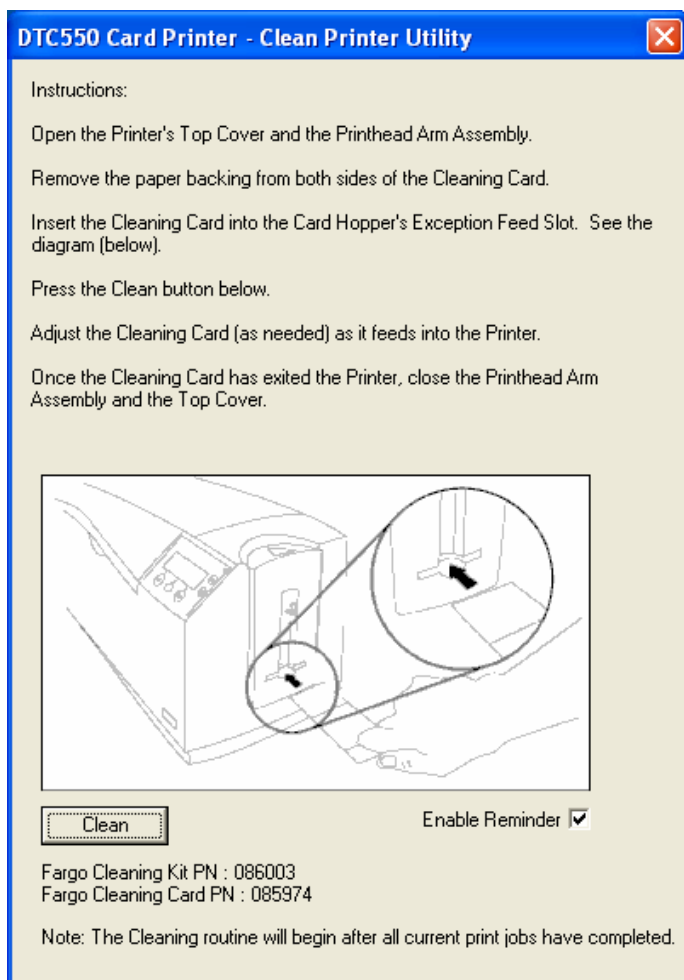 DTC550 Card Printer - Clean Printer Utility
Instructions:
Open the Printer's Top Cover and the Printhead Arm Assembly.
Remove the paper backing from both sides of the Cleaning Card.
Insert the Cleaning Card into the Card Hopper's Exception Feed Slot.  See the
diagram (below).
Press the Clean button below.
Adjust the Cleaning Card (as needed) as it feeds into the Printer.
Once the Cleaning Card has exited the Printer, close the Printhead Arm
Assembly and the Top Cover.
Clean
Enable Reminder
Fargo Cleaning Kit PN : 086003
Fargo Cleaning Card PN : 085974
Note: The Cleaning routine will begin after all current print jobs have completed.